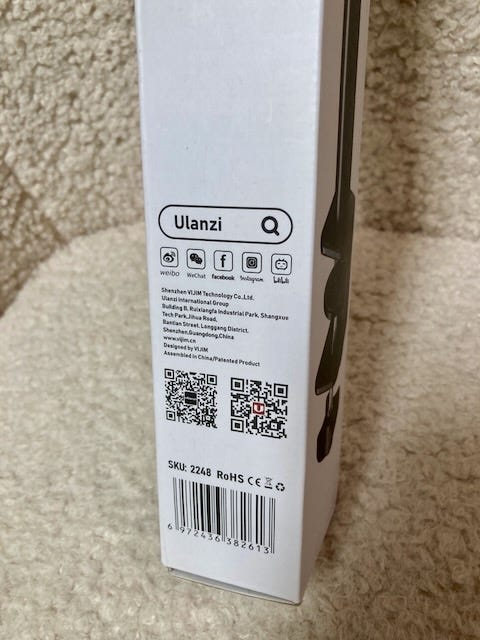 Ulanzi
weibo WeChat facebook Instagram bilibili
Shenzhen VIJIM Technology Co.,Ltd.
Ulanzi International Group
Building B, Ruixiangfa Industrial Park, Shangxue
Tech Park,Jihua Road,
Bantian Street, Longgang District,
Shenzhen,Guangdong,China
www.vijim.cn
Designed by VIJIM
Assembled in China/Patented Product
U
SKU: 2248 RoHS CE
6 972436 382613